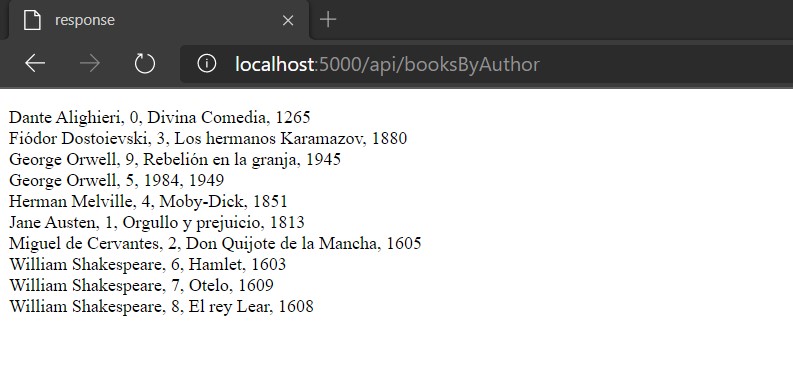 response
localhost:5000/api/booksByAuthor
Dante Alighieri, 0, Divina Comedia, 1265
Fiódor Dostoievski, 3, Los hermanos Karamazov, 1880
George Orwell, 9, Rebelión en la granja, 1945
George Orwell, 5, 1984, 1949
Herman Melville, 4, Moby-Dick, 1851
Jane Austen, 1, Orgullo y prejuicio, 1813
Miguel de Cervantes, 2, Don Quijote de la Mancha, 1605
William Shakespeare, 6, Hamlet, 1603
William Shakespeare, 7, Otelo, 1609
William Shakespeare, 8, El rey Lear, 1608